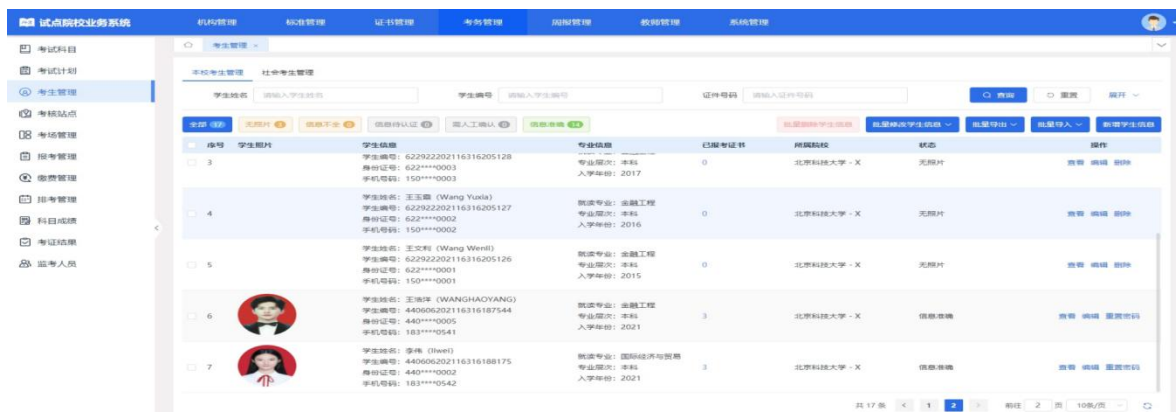 试点院校业务系统
机构管理 标准管理 证书管理 考务管理 周报管理 教师管理 系统管理
考试科目
考试计划
考生管理
考核站点
考场管理
报考管理
缴费管理
排考管理
科目成绩
考证结果
监考人员
考生管理 ×
本校考生管理 社会考生管理
学生姓名 请输入学生姓名 学生编号 请输入学生编号 证件号码 请输入证件号码 查询 重置 展开
全部 17 无照片 3 信息不全 0 信息待认证 0 需人工确认 0 信息准确 14 批量删除学生信息 批量修改学生信息 批量导出 批量导入 新增学生信息
序号 学生照片 学生信息 专业信息 已报考证书 所属院校 状态 操作
3
学生编号：622922202116316205128
身份证号：622****0003
手机号码：150****0003
专业层次：本科
入学年份：2017
0 北京科技大学 - X 无照片 查看 编辑 删除
4
学生姓名：王玉霞 (Wang Yuxia)
学生编号：622922202116316205127
身份证号：622****0002
手机号码：150****0002
就读专业：金融工程
专业层次：本科
入学年份：2016
0 北京科技大学 - X 无照片 查看 编辑 删除
5
学生姓名：王文利 (Wang Wenli)
学生编号：622922202116316205126
身份证号：622****0001
手机号码：150****0001
就读专业：金融工程
专业层次：本科
入学年份：2015
0 北京科技大学 - X 无照片 查看 编辑 删除
6
学生姓名：王浩洋 (WANGHAOYANG)
学生编号：440606202116316187544
身份证号：440****0005
手机号码：183****0541
就读专业：金融工程
专业层次：本科
入学年份：2021
3 北京科技大学 - X 信息准确 查看 编辑 重置密码
7
学生姓名：李伟 (liwei)
学生编号：440606202116316188175
身份证号：440****0002
手机号码：183****0542
就读专业：国际经济与贸易
专业层次：本科
入学年份：2021
3 北京科技大学 - X 信息准确 查看 编辑 重置密码
共 17 条 < 1 2 > 前往 2 页 10条/页